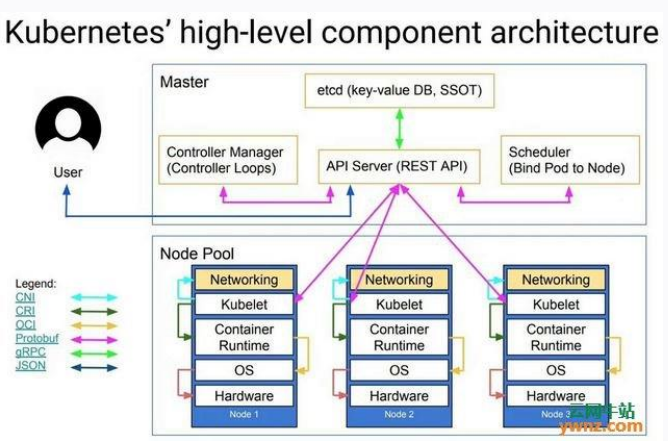 Kubernetes' high-level component architecture
Master
etcd (key-value DB, SSOT)
User
Controller Manager
(Controller Loops)
API Server (REST API)
Scheduler
(Bind Pod to Node)
Node Pool
Legend:
CNI
CRI
OCI
Protobuf
gRPC
JSON
Networking
Kubelet
Container
Runtime
OS
Hardware
Node 1
Networking
Kubelet
Container
Runtime
OS
Hardware
Node 2
Networking
Kubelet
Container
Runtime
OS
Hardware
Node 3
云网牛站
ywnz.com